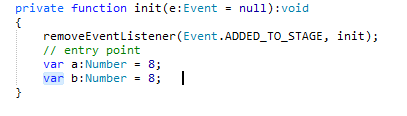 private function init(e:Event = null):void
{
removeEventListener(Event.ADDED_TO_STAGE, init);
// entry point
var a:Number = 8;
var b:Number = 8;
}